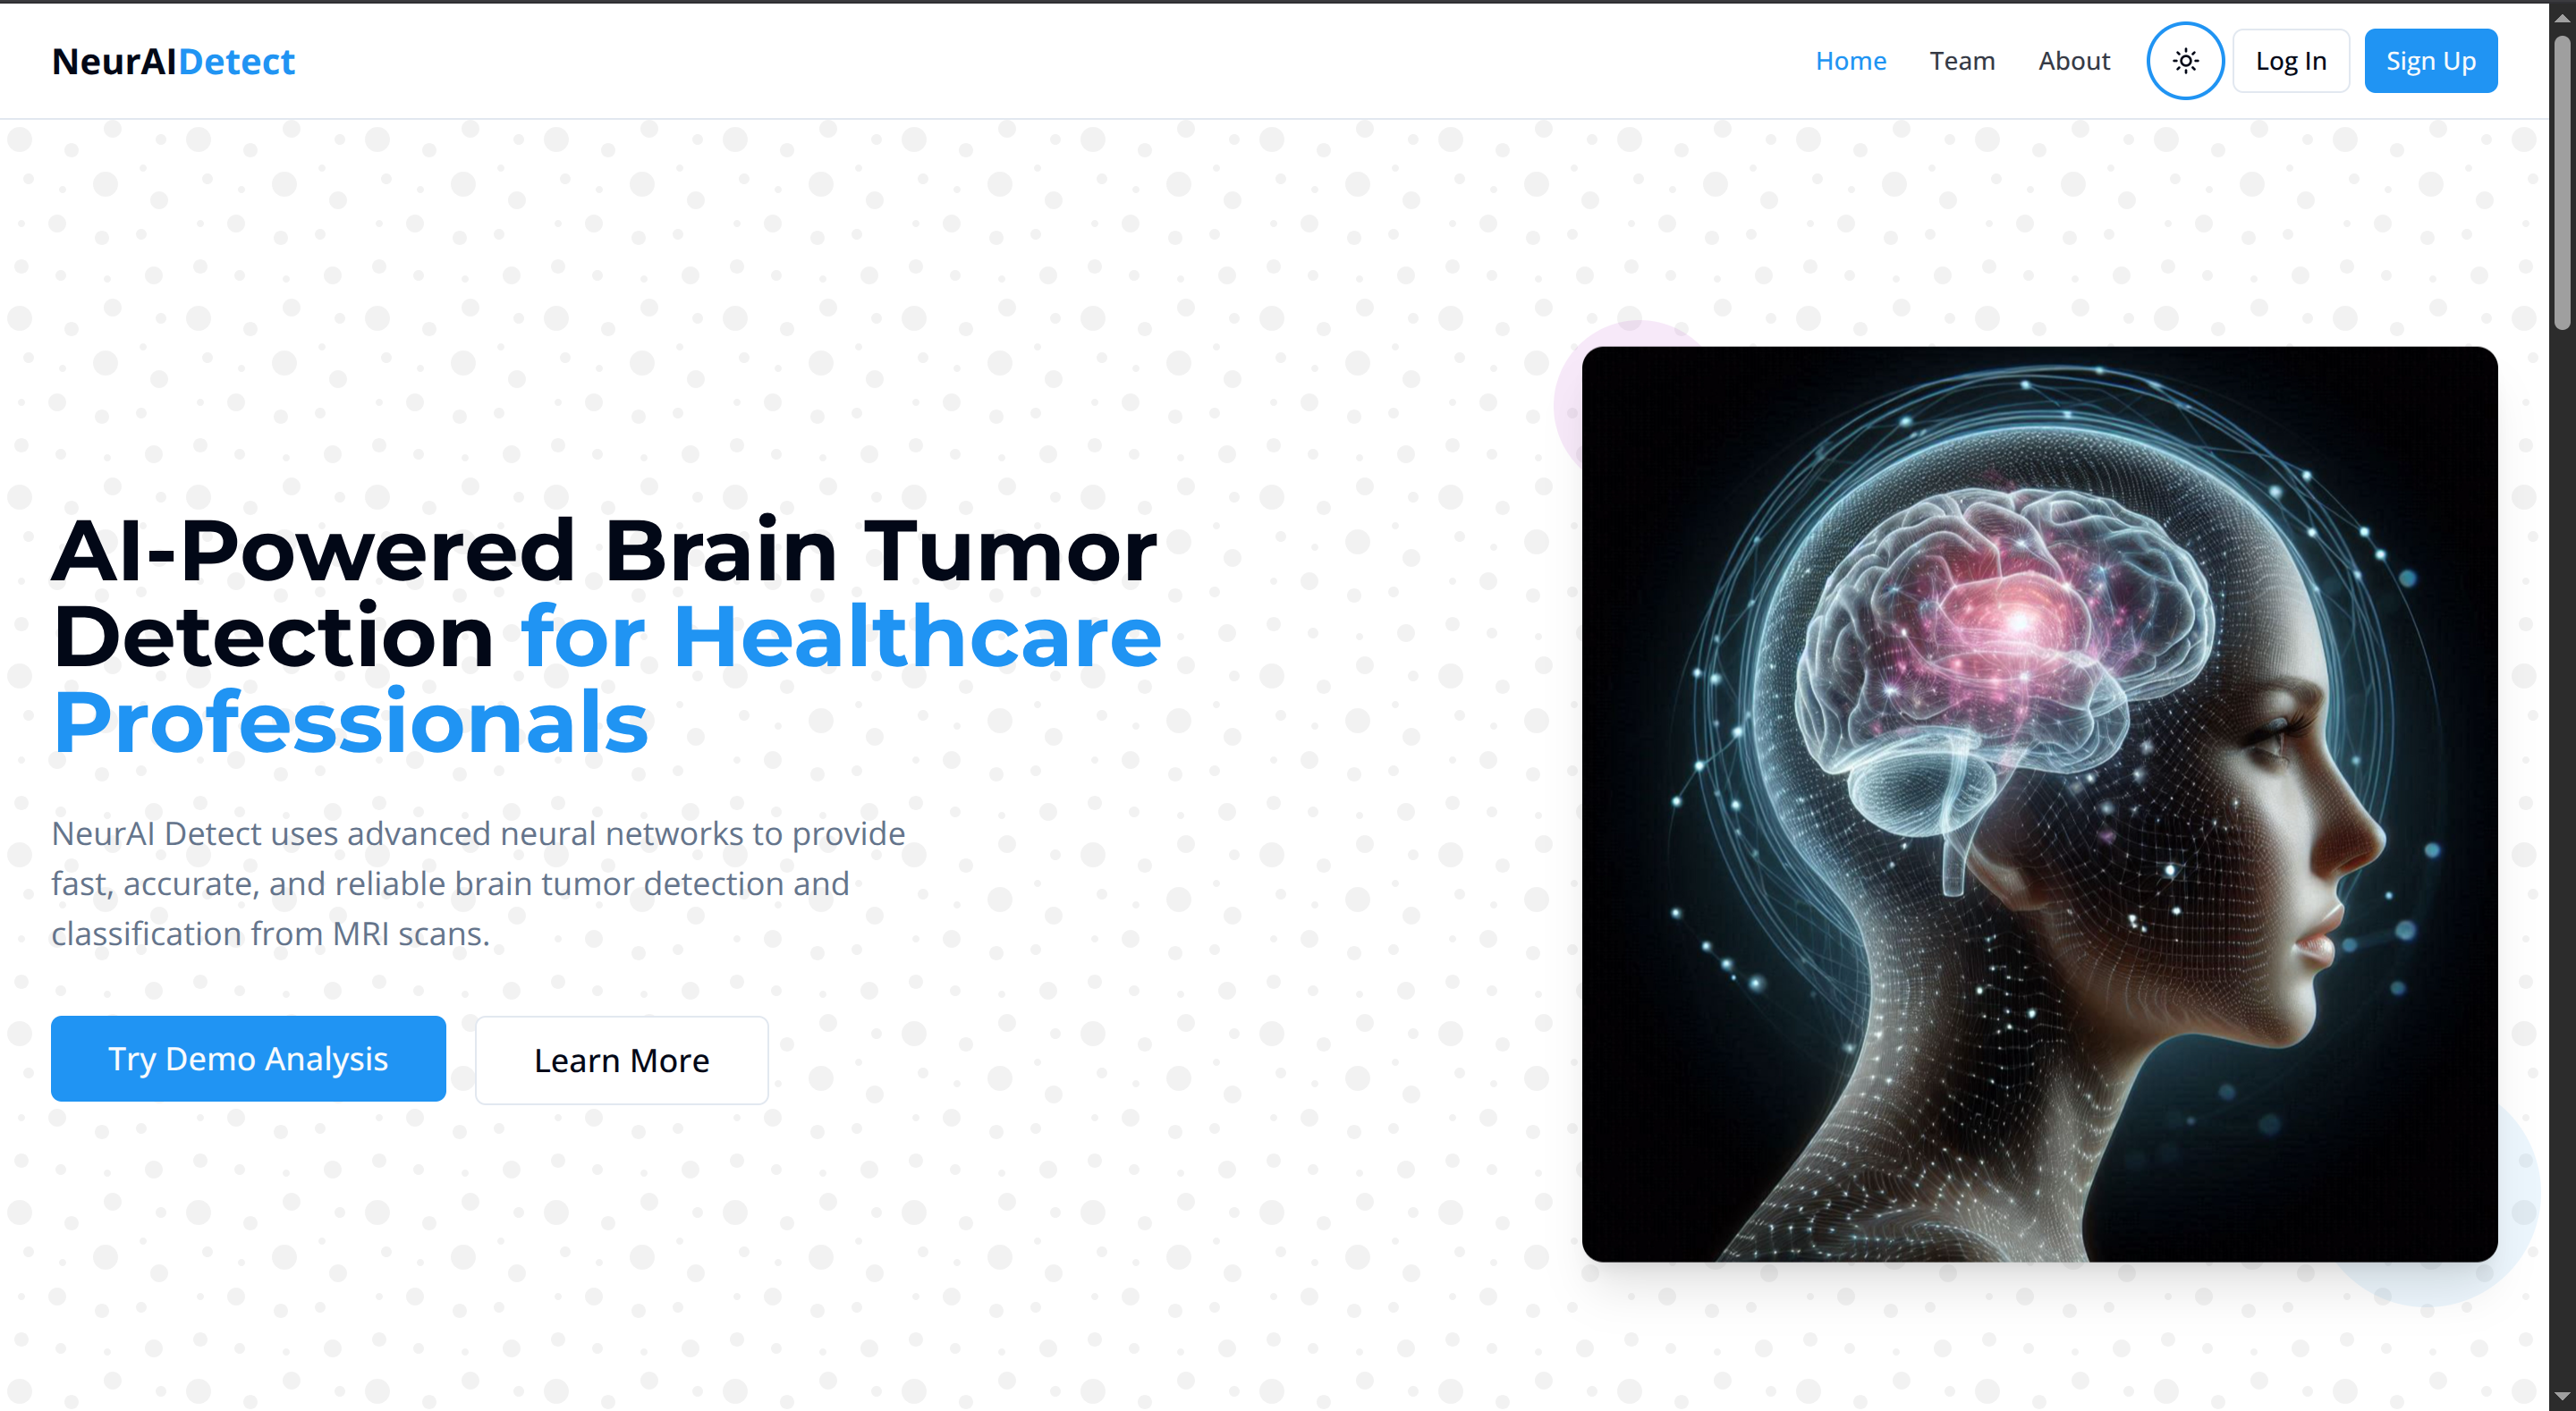 NeurAIDetect
Home Team About Log In Sign Up
AI-Powered Brain Tumor
Detection for Healthcare
Professionals
NeurAI Detect uses advanced neural networks to provide
fast, accurate, and reliable brain tumor detection and
classification from MRI scans.
Try Demo Analysis Learn More